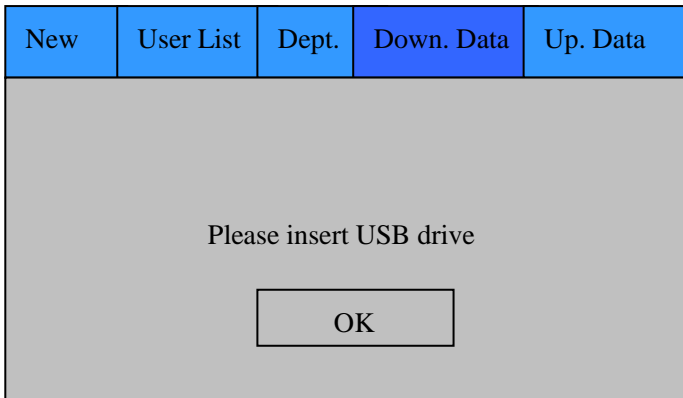 New User List Dept. Down. Data Up. Data
Please insert USB drive
OK